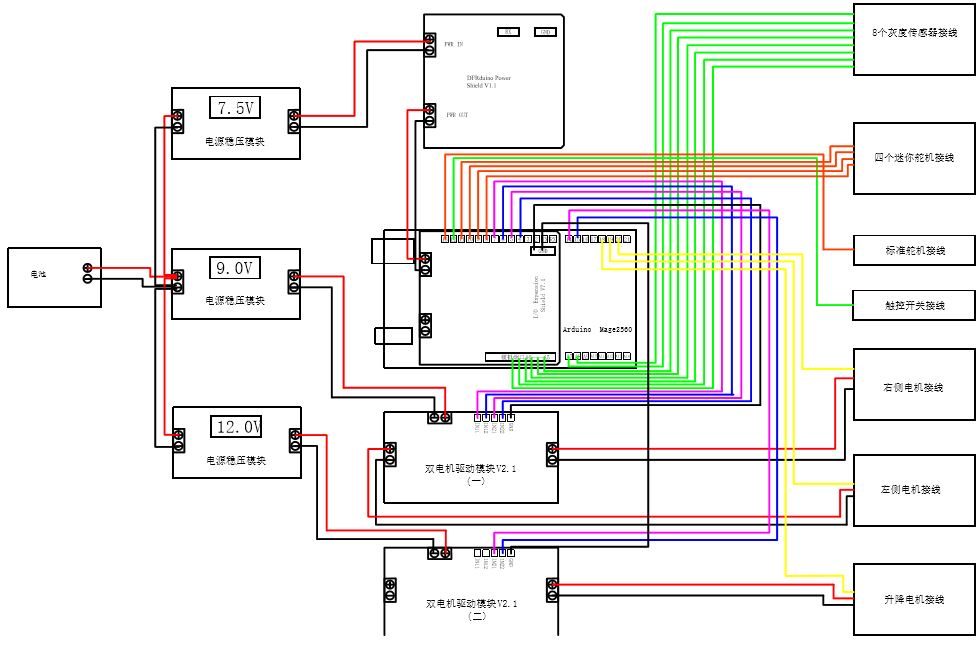 PWR IN
DFRduino Power
Shield V1.1
PWR OUT
7.5V
电源稳压模块
电池
9.0V
电源稳压模块
12.0V
电源稳压模块
I/O Expansion
Shield V7.1
Arduino Mage2560
双电机驱动模块V2.1
(一)
双电机驱动模块V2.1
(二)
8个灰度传感器接线
四个迷你舵机接线
标准舵机接线
触控开关接线
右侧电机接线
左侧电机接线
升降电机接线